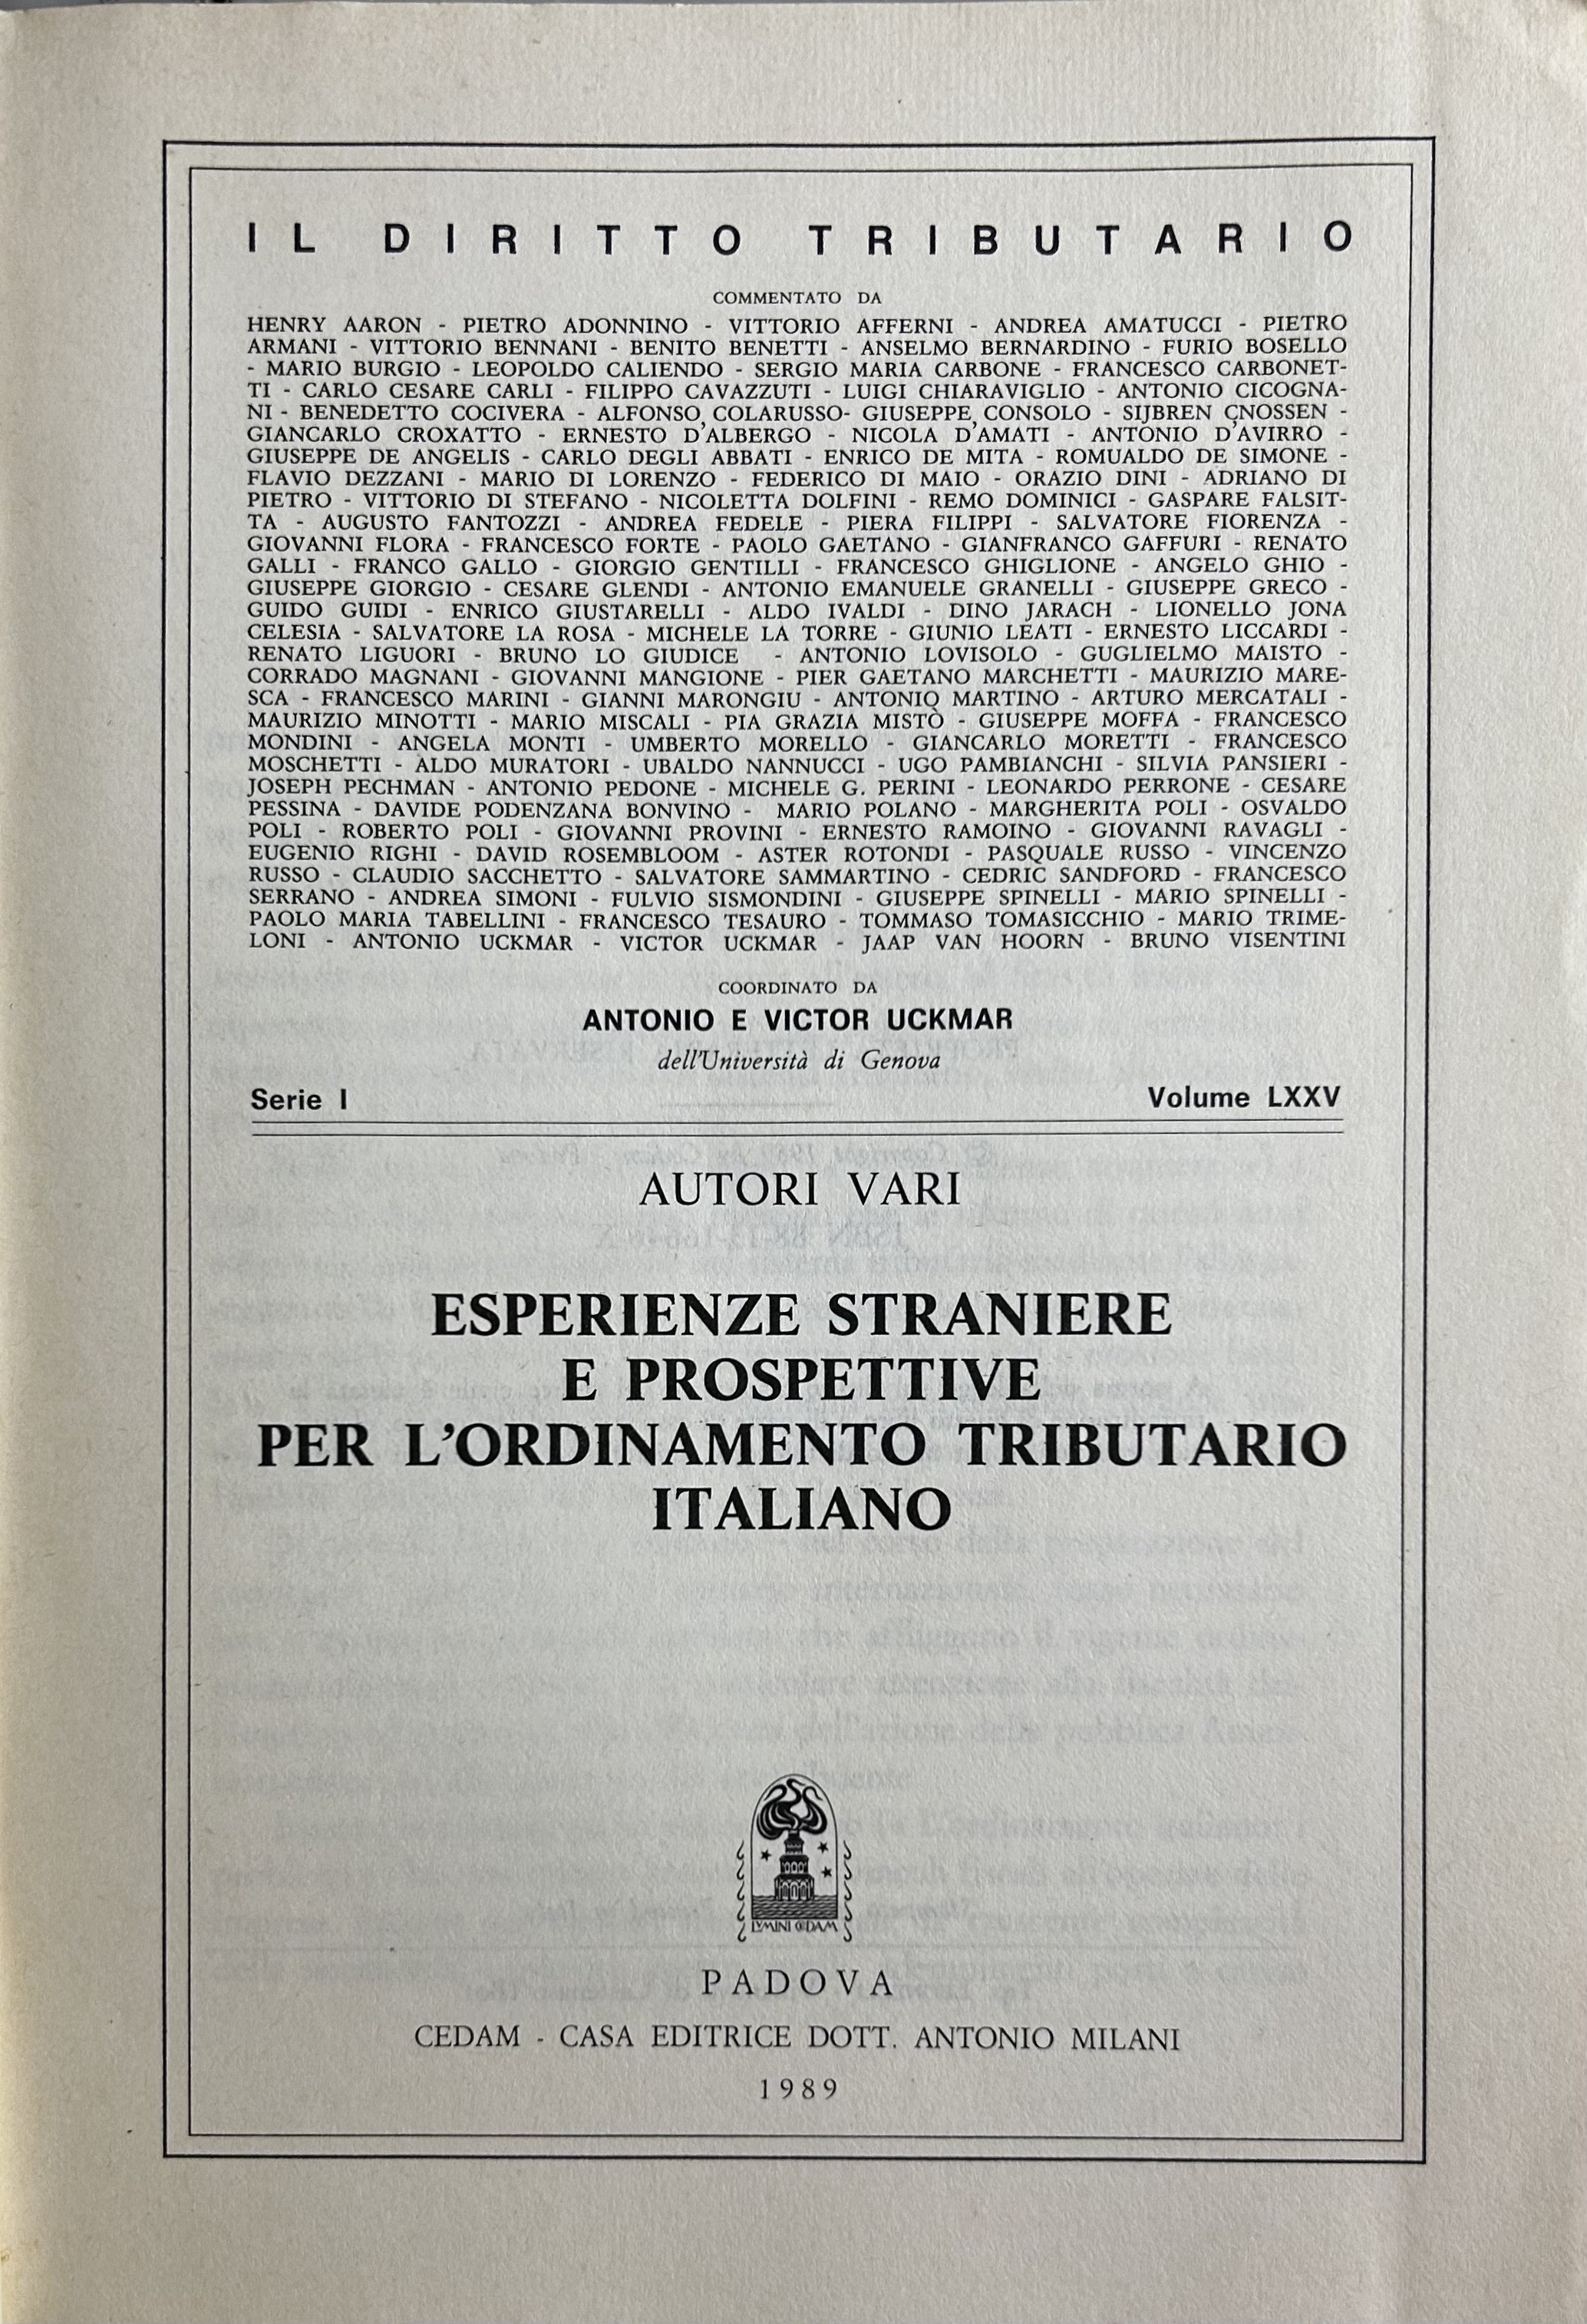 IL DIRITTO TRIBUTARIO
COMMENTATO DA
HENRY AARON - PIETRO ADONNINO - VITTORIO AFFERNI - ANDREA AMATUCCI - PIETRO
ARMANI - VITTORIO BENNANI - BENITO BENETTI - ANSELMO BERNARDINO - FURIO BOSELLO
- MARIO BURGIO - LEOPOLDO CALIENDO - SERGIO MARIA CARBONE - FRANCESCO CARBONET-
TI - CARLO CESARE CARLI - FILIPPO CAVAZZUTI - LUIGI CHIARAVIGLIO - ANTONIO CICOGNA-
NI - BENEDETTO COCIVERA - ALFONSO COLARUSSO- GIUSEPPE CONSOLO - SIJBREN CNOSSEN -
GIANCARLO CROXATTO - ERNESTO D'ALBERGO - NICOLA D'AMATI - ANTONIO D'AVIRRO -
GIUSEPPE DE ANGELIS - CARLO DEGLI ABBATI - ENRICO DE MITA - ROMUALDO DE SIMONE -
FLAVIO DEZZANI - MARIO DI LORENZO - FEDERICO DI MAIO - ORAZIO DINI - ADRIANO DI
PIETRO - VITTORIO DI STEFANO - NICOLETTA DOLFINI - REMO DOMINICI - GASPARE FALSIT-
TA - AUGUSTO FANTOZZI - ANDREA FEDELE - PIERA FILIPPI - SALVATORE FIORENZA -
GIOVANNI FLORA - FRANCESCO FORTE - PAOLO GAETANO - GIANFRANCO GAFFURI - RENATO
GALLI - FRANCO GALLO - GIORGIO GENTILLI - FRANCESCO GHIGLIONE - ANGELO GHIO -
GIUSEPPE GIORGIO - CESARE GLENDI - ANTONIO EMANUELE GRANELLI - GIUSEPPE GRECO -
GUIDO GUIDI - ENRICO GIUSTARELLI - ALDO IVALDI - DINO JARACH - LIONELLO JONA
CELESIA - SALVATORE LA ROSA - MICHELE LA TORRE - GIUNIO LEATI - ERNESTO LICCARDI -
RENATO LIGUORI - BRUNO LO GIUDICE - ANTONIO LOVISOLO - GUGLIELMO MAISTO -
CORRADO MAGNANI - GIOVANNI MANGIONE - PIER GAETANO MARCHETTI - MAURIZIO MARE-
SCA - FRANCESCO MARINI - GIANNI MARONGIU - ANTONIO MARTINO - ARTURO MERCATALI -
MAURIZIO MINOTTI - MARIO MISCALI - PIA GRAZIA MISTÒ - GIUSEPPE MOFFA - FRANCESCO
MONDINI - ANGELA MONTI - UMBERTO MORELLO - GIANCARLO MORETTI - FRANCESCO
MOSCHETTI - ALDO MURATORI - UBALDO NANNUCCI - UGO PAMBIANCHI - SILVIA PANSIERI -
JOSEPH PECHMAN - ANTONIO PEDONE - MICHELE G. PERINI - LEONARDO PERRONE - CESARE
PESSINA - DAVIDE PODENZANA BONVINO - MARIO POLANO - MARGHERITA POLI - OSVALDO
POLI - ROBERTO POLI - GIOVANNI PROVINI - ERNESTO RAMOINO - GIOVANNI RAVAGLI -
EUGENIO RIGHI - DAVID ROSEMBLOOM - ASTER ROTONDI - PASQUALE RUSSO - VINCENZO
RUSSO - CLAUDIO SACCHETTO - SALVATORE SAMMARTINO - CEDRIC SANDFORD - FRANCESCO
SERRANO - ANDREA SIMONI - FULVIO SISMONDINI - GIUSEPPE SPINELLI - MARIO SPINELLI -
PAOLO MARIA TABELLINI - FRANCESCO TESAURO - TOMMASO TOMASICCHIO - MARIO TRIME-
LONI - ANTONIO UCKMAR - VICTOR UCKMAR - JAAP VAN HOORN - BRUNO VISENTINI
COORDINATO DA
ANTONIO E VICTOR UCKMAR
dell'Università di Genova
Serie I Volume LXXV
AUTORI VARI
ESPERIENZE STRANIERE
E PROSPETTIVE
PER L'ORDINAMENTO TRIBUTARIO
ITALIANO
LVMINI CEDAM
PADOVA
CEDAM - CASA EDITRICE DOTT. ANTONIO MILANI
1989